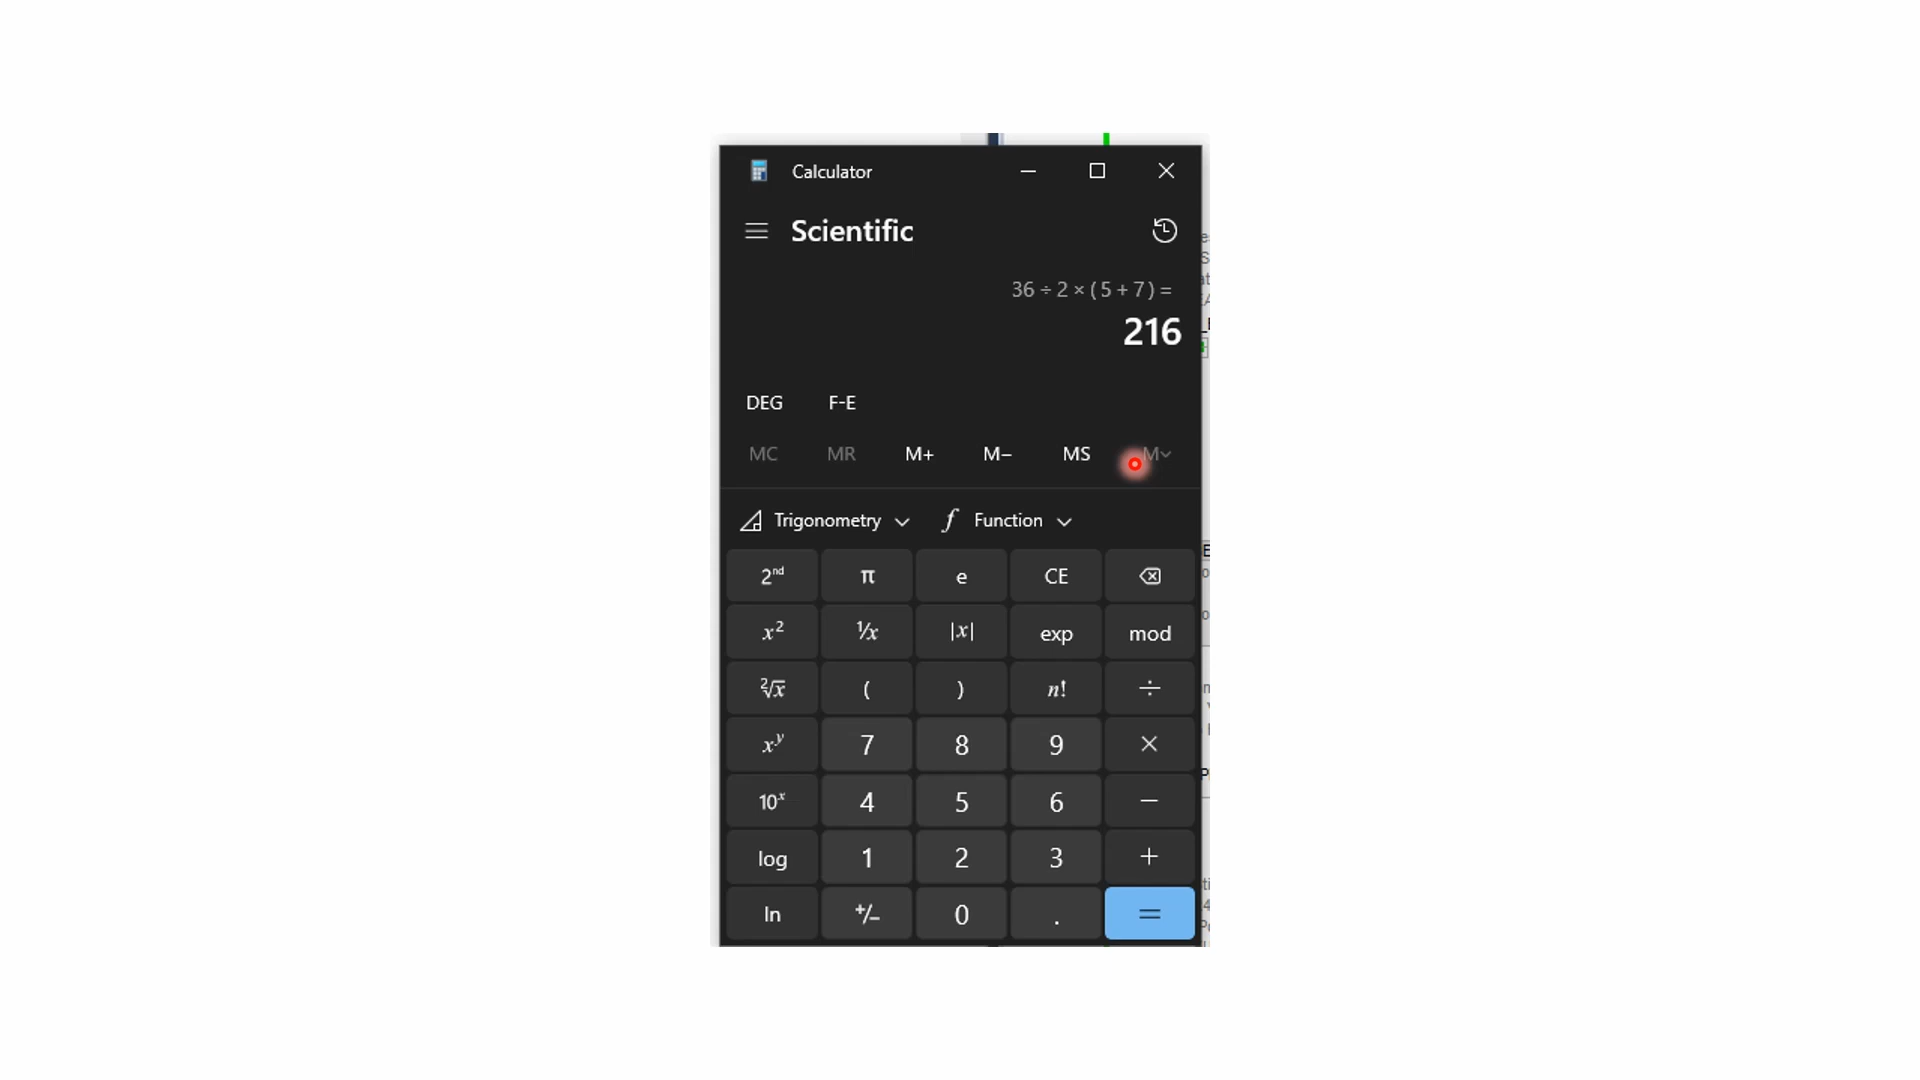 Calculator
Scientific
36 ÷ 2 × ( 5 + 7 ) =
216
DEG F-E
MC MR M+ M− MS M
Trigonometry f Function
2nd π e CE
x² ¹⁄x |x| exp mod
²√x ( ) n! ÷
xʸ 7 8 9 ×
10ˣ 4 5 6 −
log 1 2 3 +
ln +/− 0 . =